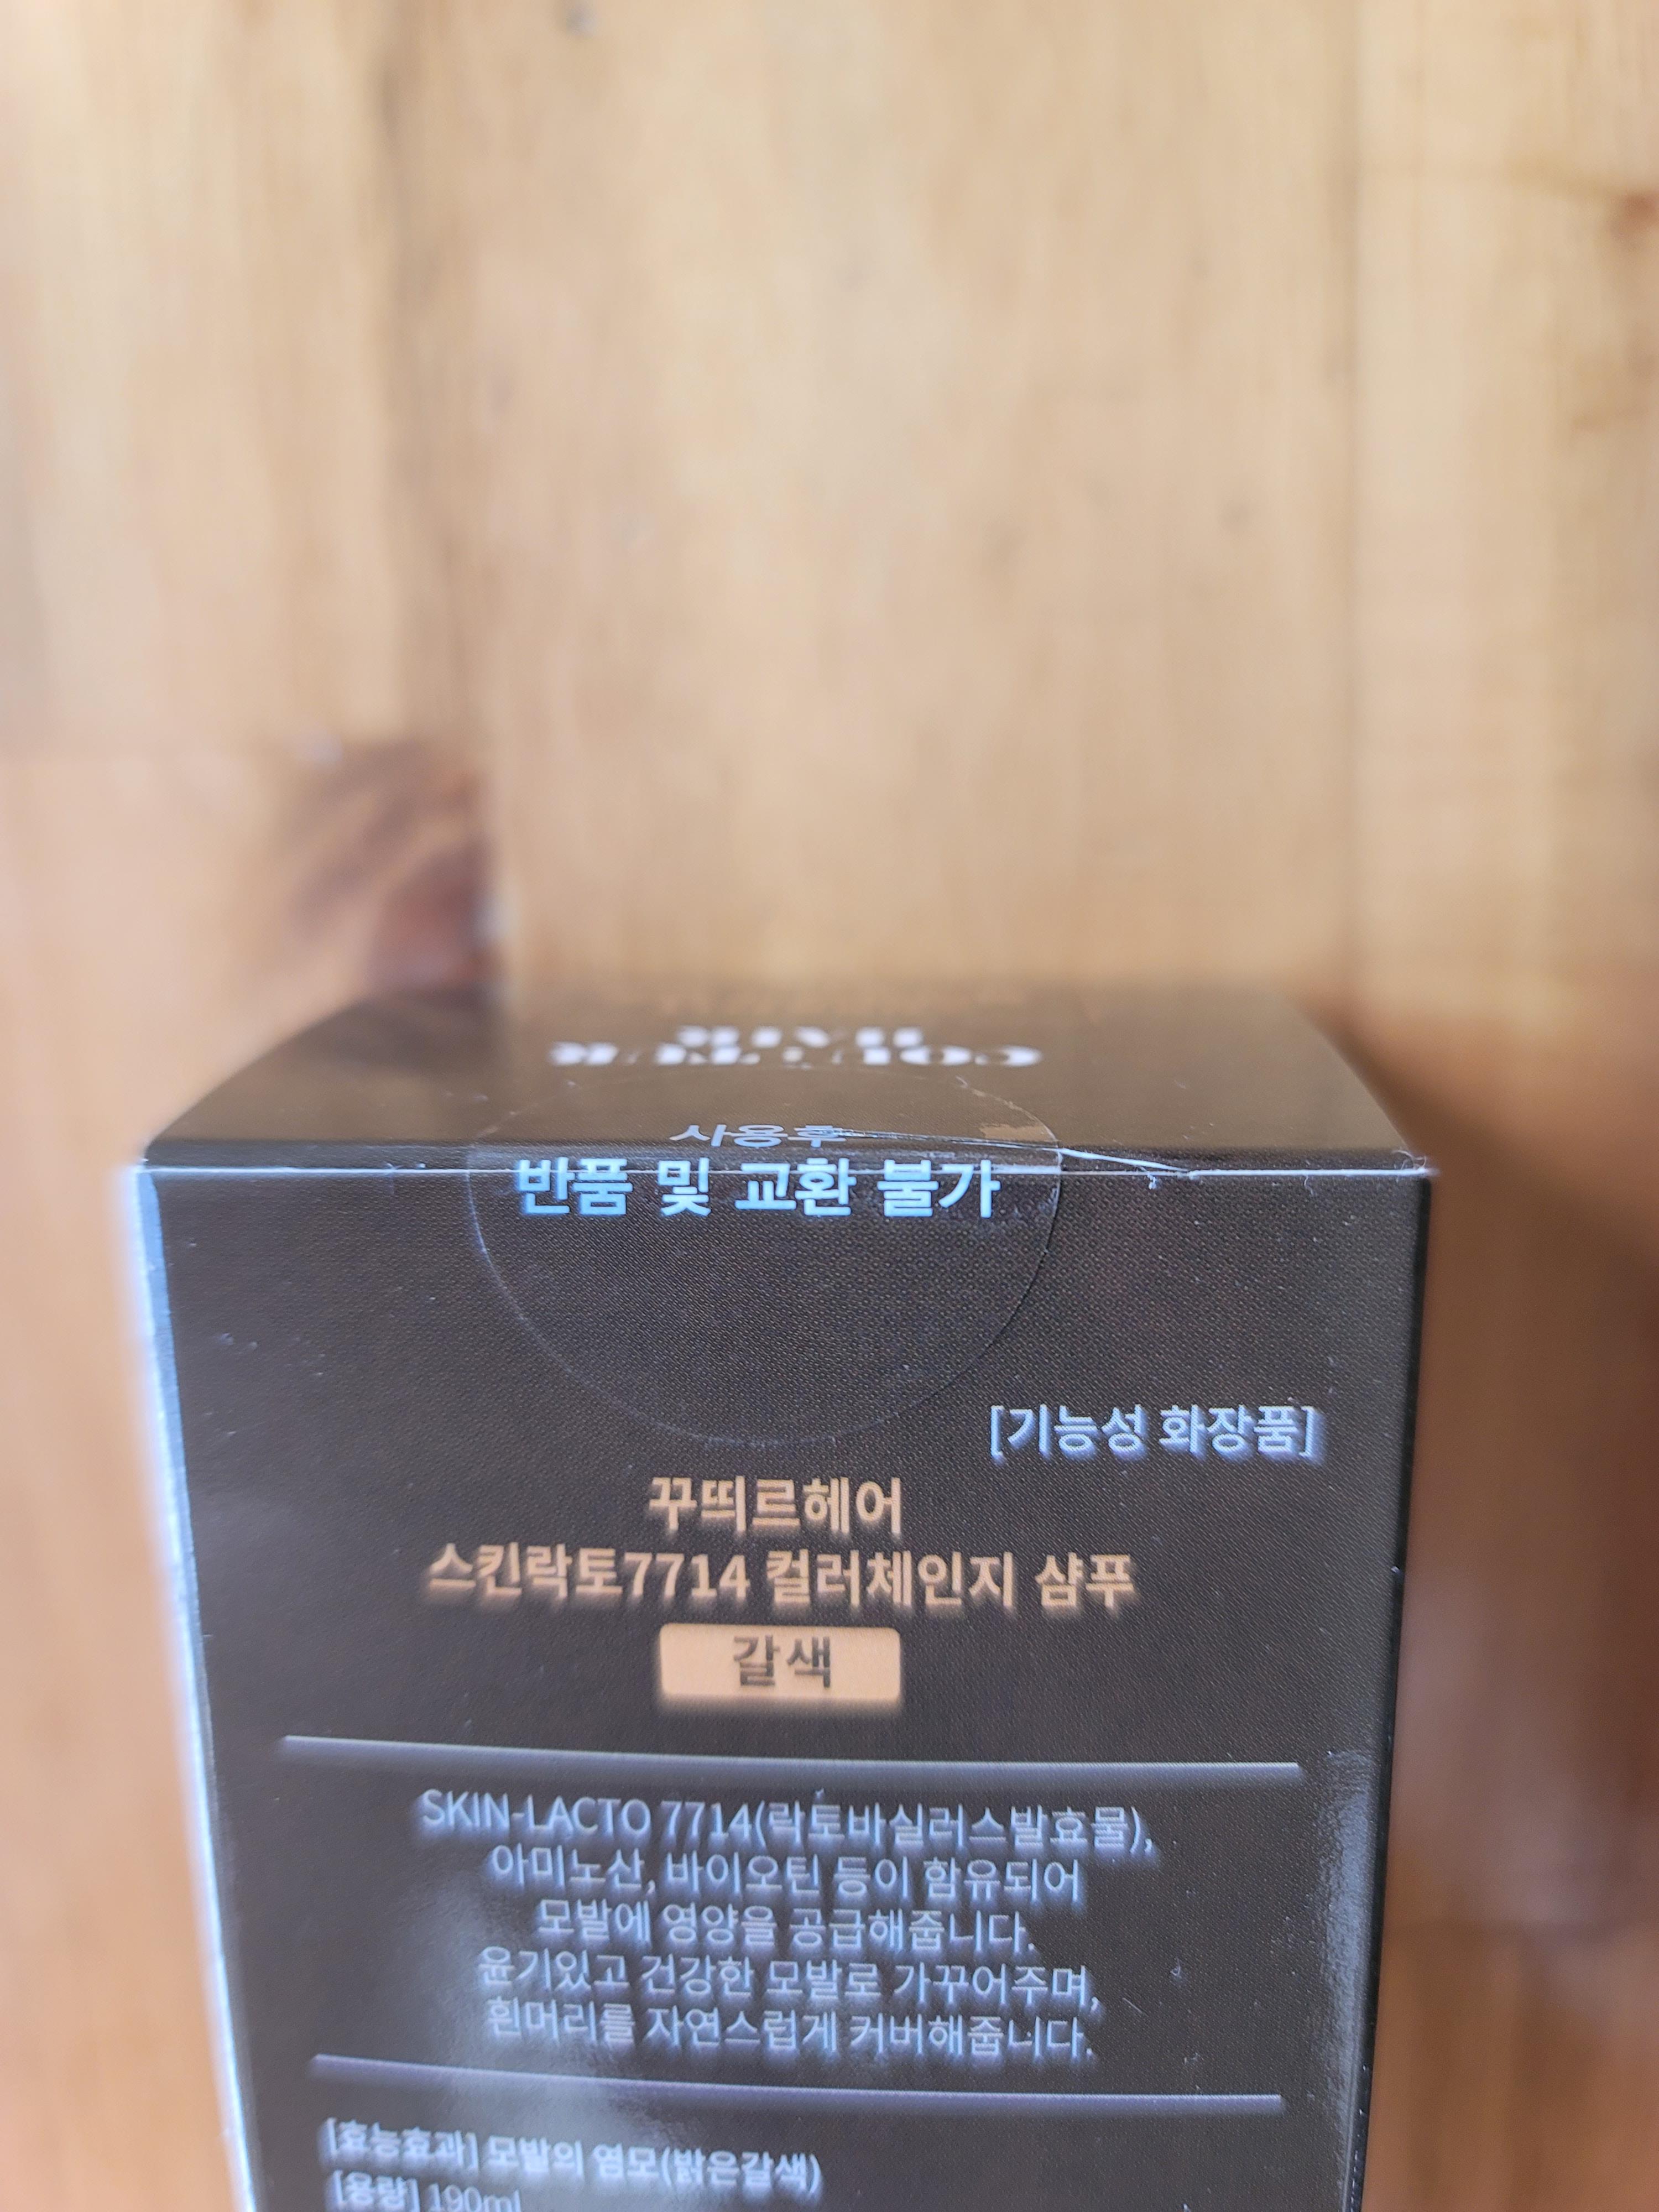 COUTUR
HAIR
사용후
반품 및 교환 불가
[기능성 화장품]
꾸띄르헤어
스킨락토7714 컬러체인지 샴푸
갈색
SKIN-LACTO 7714(락토바실러스발효물),
아미노산, 바이오틴 등이 함유되어
모발에 영양을 공급해줍니다.
윤기있고 건강한 모발로 가꾸어주며,
흰머리를 자연스럽게 커버해줍니다.
[효능효과] 모발의 염모(밝은갈색)
[용량] 190ml